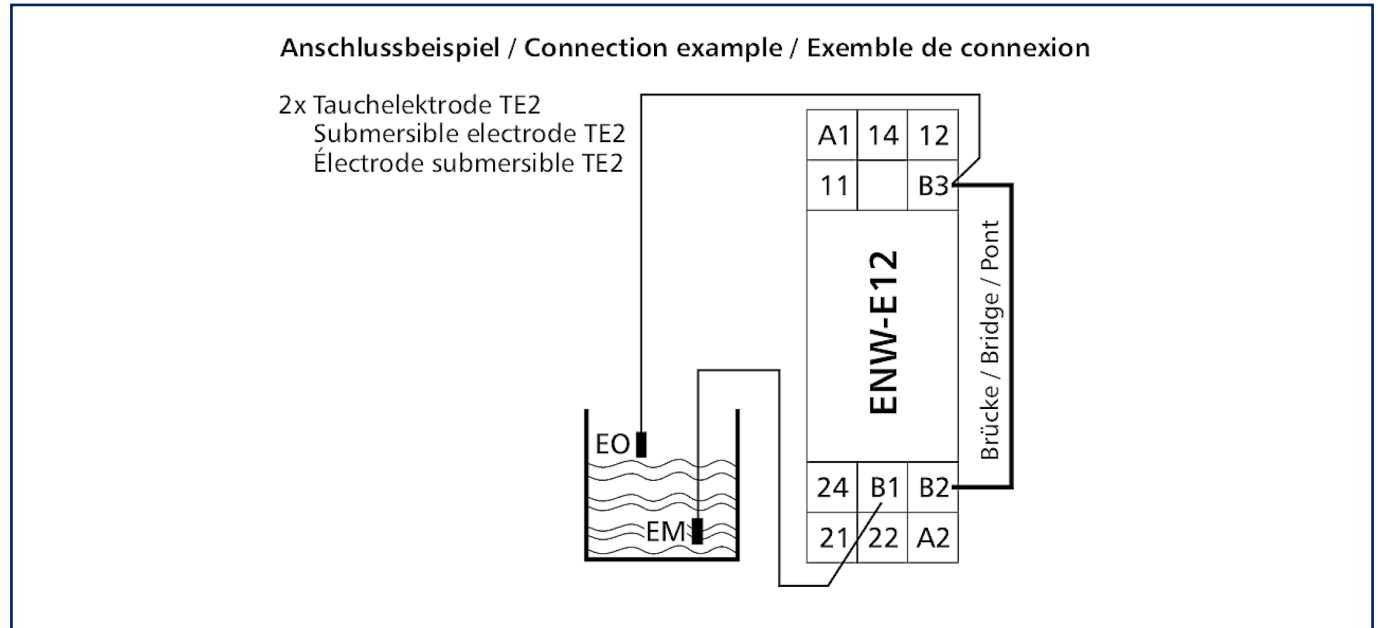 Anschlussbeispiel / Connection example / Exemble de connexion
2x Tauchelektrode TE2
Submersible electrode TE2
Électrode submersible TE2
A1 14 12
11 B3
ENW-E12
Brücke / Bridge / Pont
EO
EM
24 B1 B2
21 22 A2